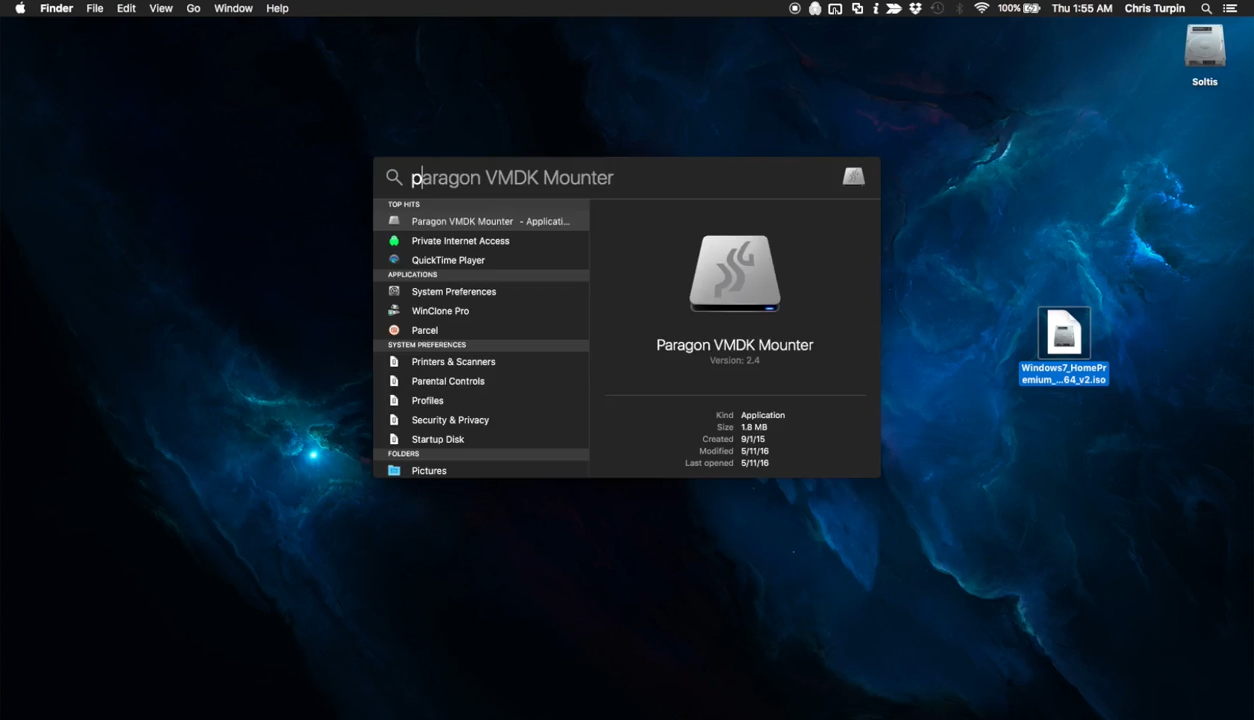 Finder File Edit View Go Window Help 100% Thu 1:55 AM Chris Turpin
Soltis
paragon VMDK Mounter
TOP HITS
Paragon VMDK Mounter - Applicati...
Private Internet Access
QuickTime Player
APPLICATIONS
System Preferences
WinClone Pro
Parcel
SYSTEM PREFERENCES
Printers & Scanners
Parental Controls
Profiles
Security & Privacy
Startup Disk
FOLDERS
Pictures
Paragon VMDK Mounter
Version: 2.4
Kind Application
Size 1.8 MB
Created 9/1/15
Modified 5/11/16
Last opened 5/11/16
Windows7_HomePr
emium_...64_v2.iso